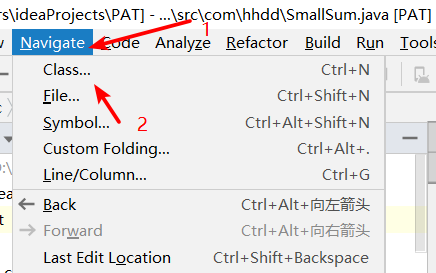 rs\ideaProjects\PAT] - ...\src\com\hhdd\SmallSum.java [PAT]
Navigate Code Analyze Refactor Build Run Tools
1
Class... Ctrl+N
2
File... Ctrl+Shift+N
Symbol... Ctrl+Alt+Shift+N
Custom Folding... Ctrl+Alt+.
Line/Column... Ctrl+G
Back Ctrl+Alt+向左箭头
Forward Ctrl+Alt+向右箭头
Last Edit Location Ctrl+Shift+Backspace